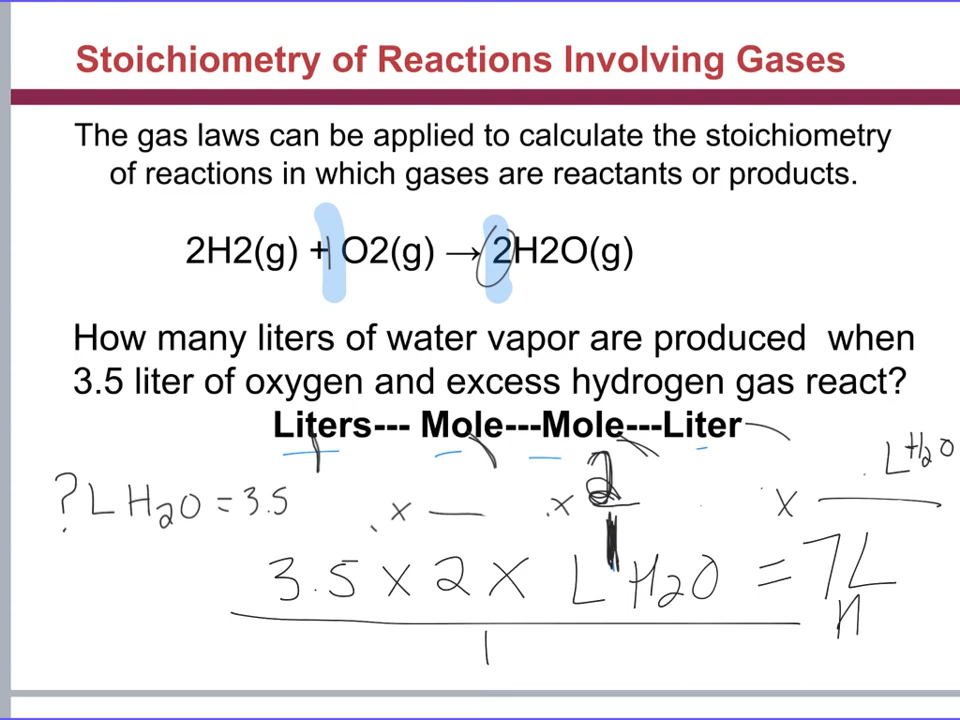 Stoichiometry of Reactions Involving Gases
The gas laws can be applied to calculate the stoichiometry
of reactions in which gases are reactants or products.
2H2(g) + O2(g) → 2H2O(g)
How many liters of water vapor are produced when
3.5 liter of oxygen and excess hydrogen gas react?
Liters--- Mole---Mole---Liter
L H2O
? L H2O = 3.5 × — × 2/1 × —
3.5 × 2 × L H2O = 7L
1